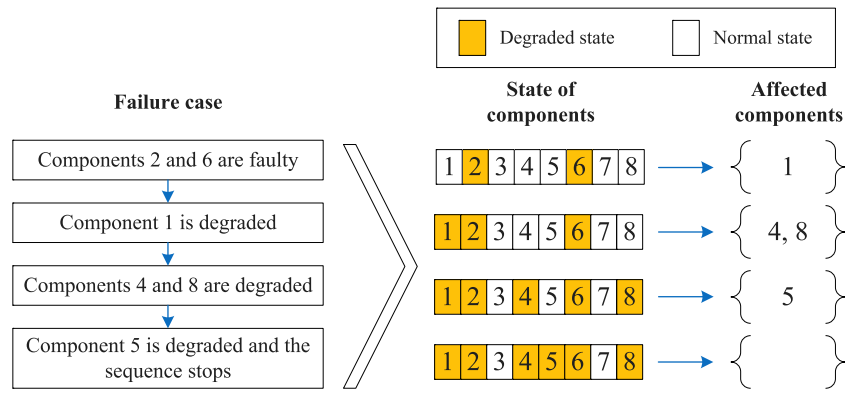 Degraded state
Normal state
Failure case
State of
components
Affected
components
Components 2 and 6 are faulty
1 2 3 4 5 6 7 8
{ 1 }
Component 1 is degraded
1 2 3 4 5 6 7 8
{ 4, 8 }
Components 4 and 8 are degraded
1 2 3 4 5 6 7 8
{ 5 }
Component 5 is degraded and the
sequence stops
1 2 3 4 5 6 7 8
{ }